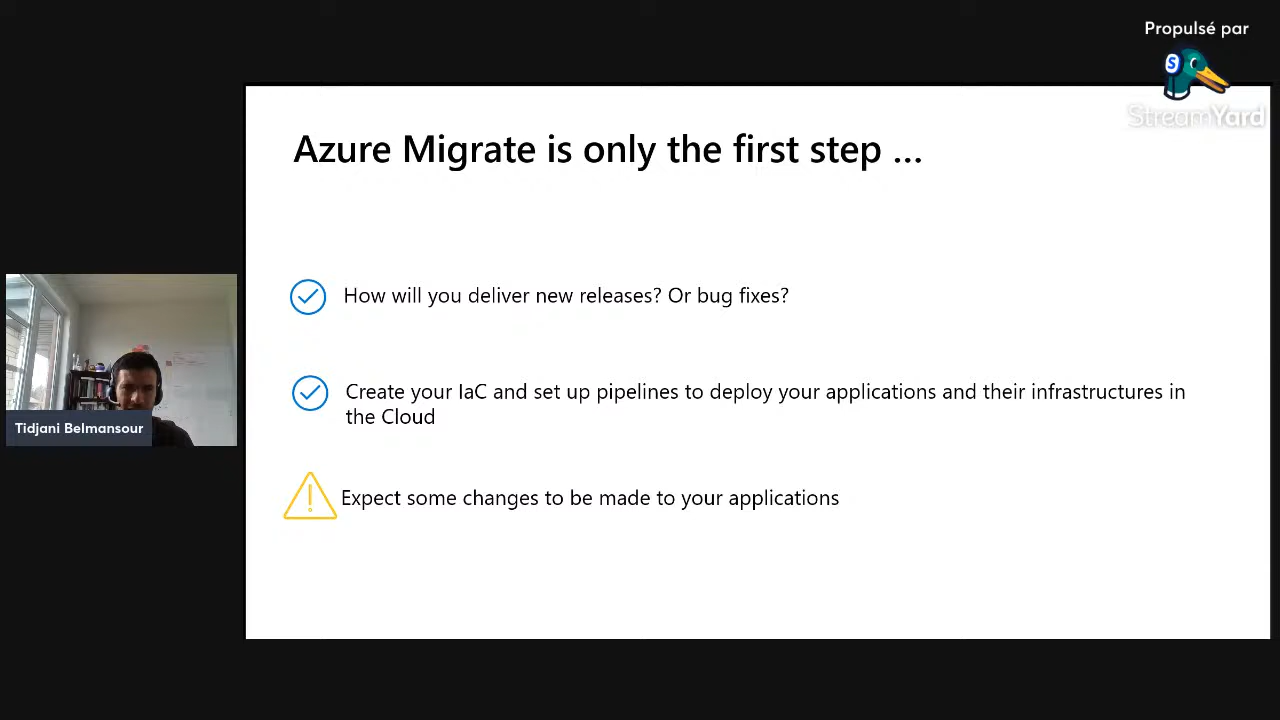 Propulsé par
StreamYard
Azure Migrate is only the first step ...
How will you deliver new releases? Or bug fixes?
Create your IaC and set up pipelines to deploy your applications and their infrastructures in
the Cloud
Tidjani Belmansour
Expect some changes to be made to your applications